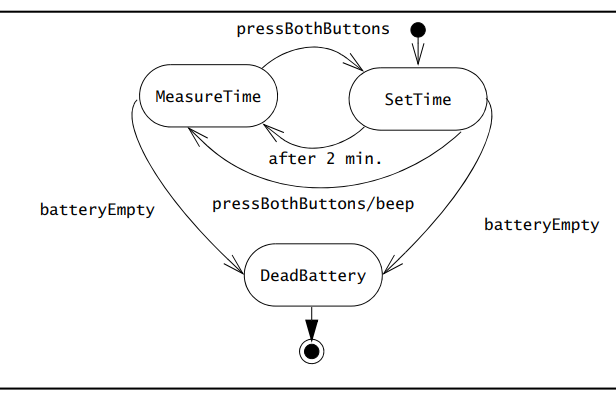 pressBothButtons
MeasureTime
SetTime
after 2 min.
pressBothButtons/beep
batteryEmpty
batteryEmpty
DeadBattery